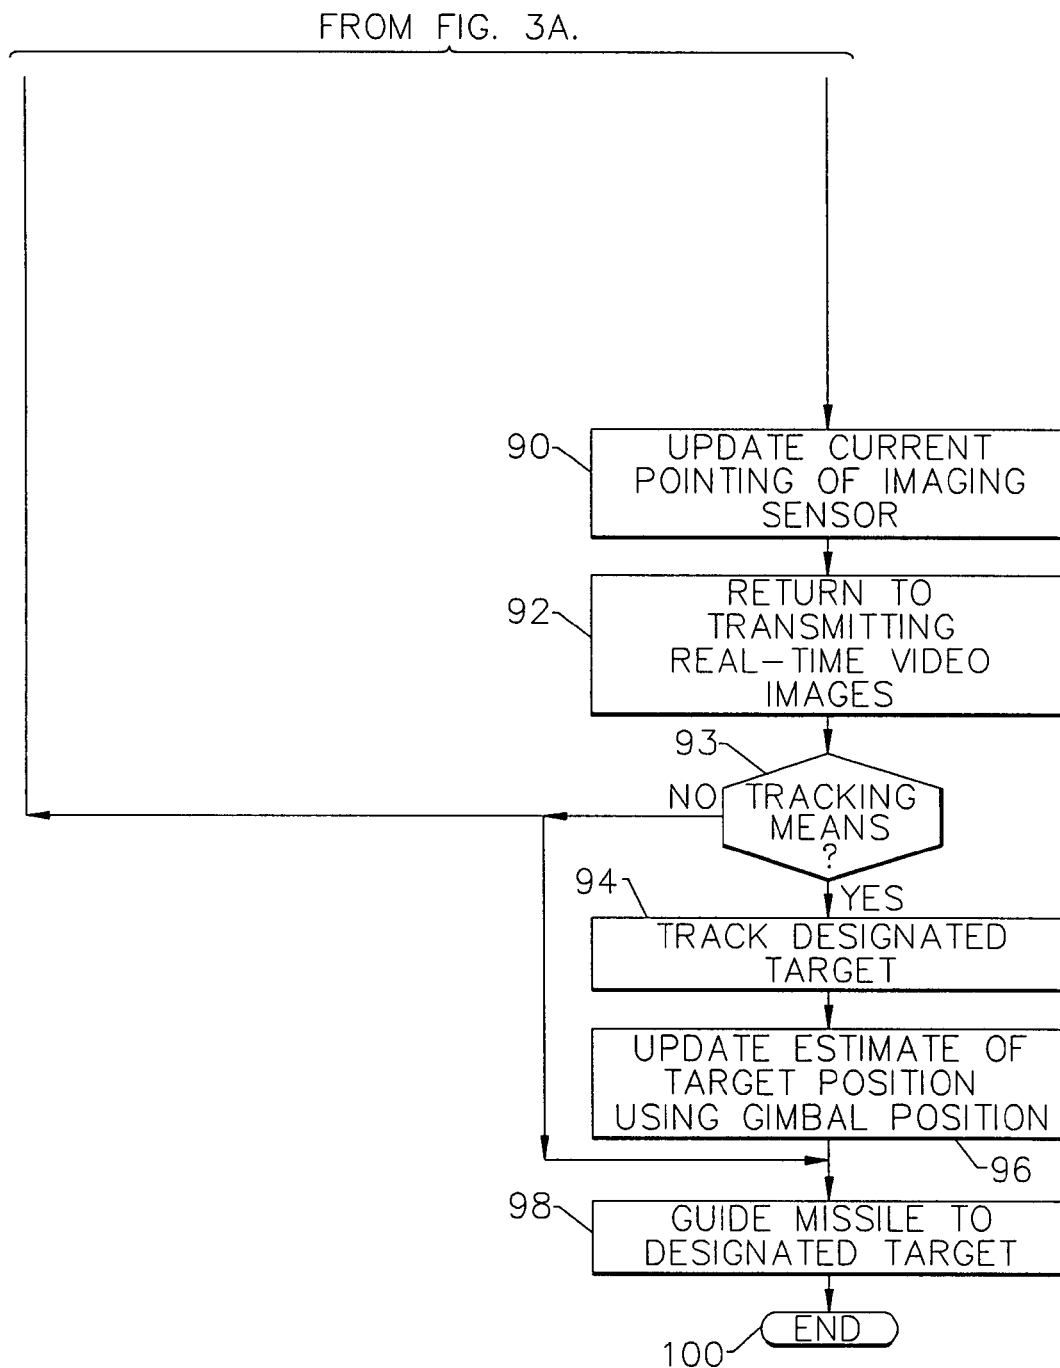 FROM FIG. 3A.
90
UPDATE CURRENT
POINTING OF IMAGING
SENSOR
92
RETURN TO
TRANSMITTING
REAL-TIME VIDEO
IMAGES
93
NO
TRACKING
MEANS
?
YES
94
TRACK DESIGNATED
TARGET
UPDATE ESTIMATE OF
TARGET POSITION
USING GIMBAL POSITION
96
98
GUIDE MISSILE TO
DESIGNATED TARGET
END
100